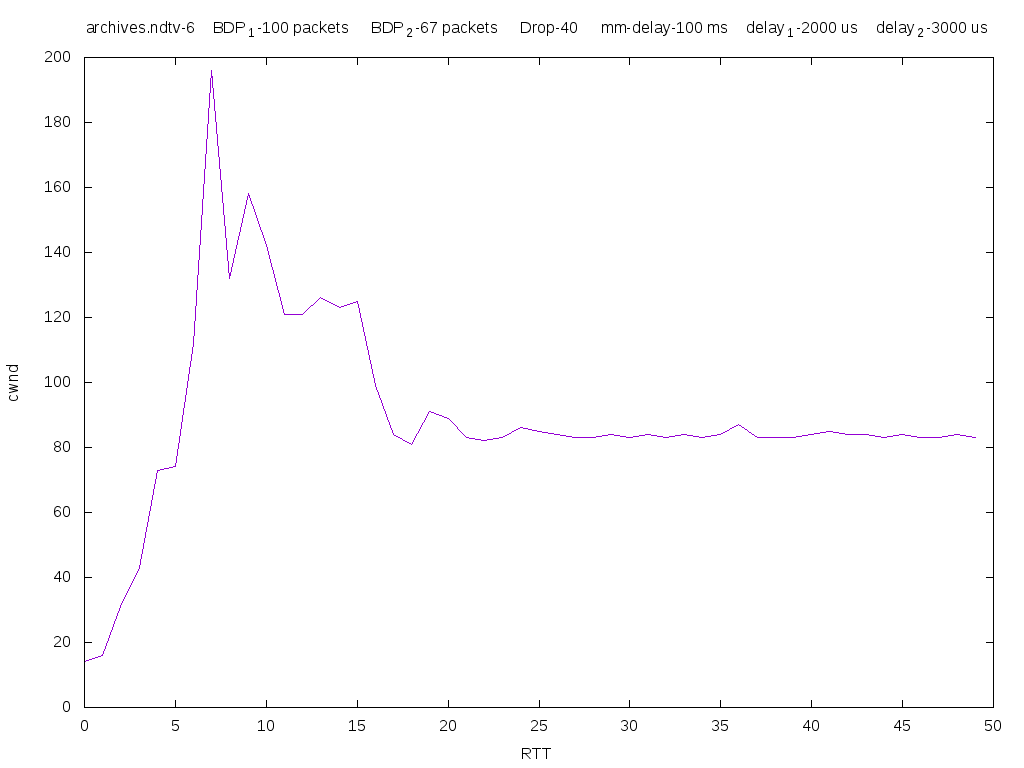 archives.ndtv-6 BDP1-100 packets BDP2-67 packets Drop-40 mm-delay-100 ms delay1-2000 us delay2-3000 us
200
180
160
140
120
100
80
60
40
20
0
cwnd
0 5 10 15 20 25 30 35 40 45 50
RTT